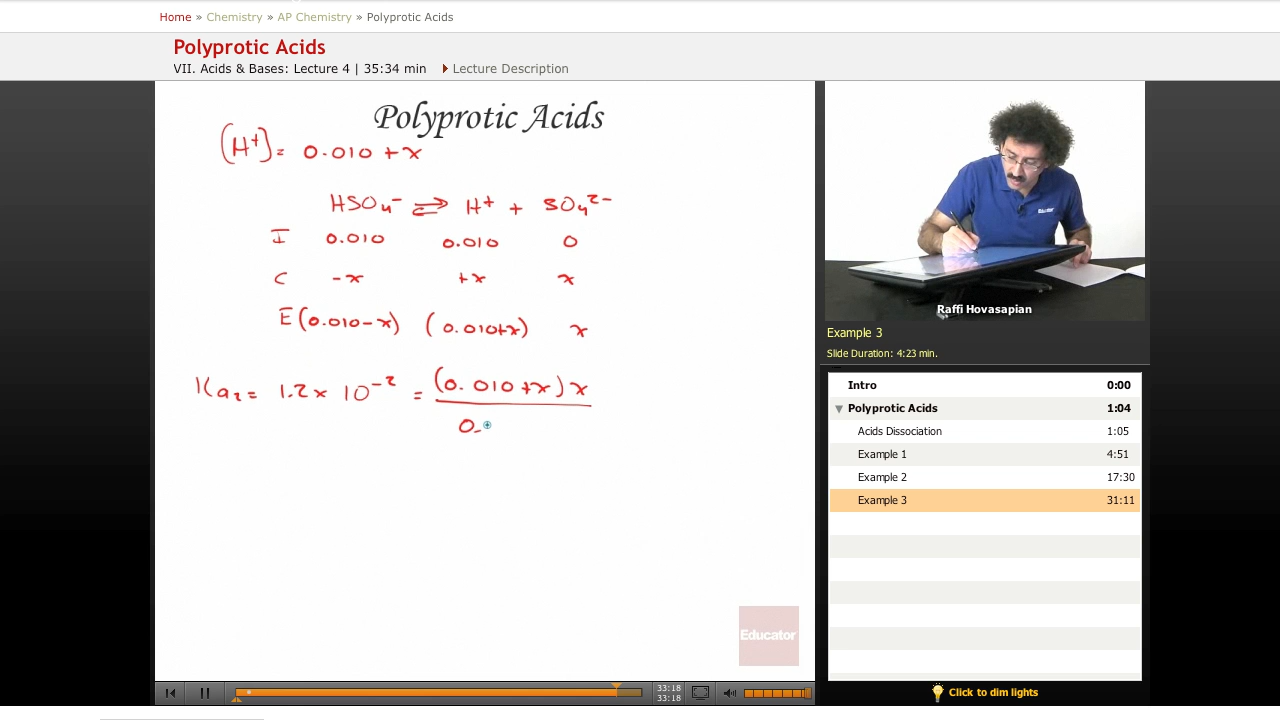 Home » Chemistry » AP Chemistry » Polyprotic Acids
Polyprotic Acids
VII. Acids & Bases: Lecture 4 | 35:34 min Lecture Description
Polyprotic Acids
[H⁺] = 0.010 + x
HSO₄⁻ ⇌ H⁺ + SO₄²⁻
I 0.010 0.010 0
C -x +x x
E (0.010-x) (0.010+x) x
Ka₂ = 1.2 x 10⁻² = (0.010+x)x
0.
Educator
Raffi Hovasapian
Example 3
Slide Duration: 4:23 min.
Intro 0:00
Polyprotic Acids 1:04
Acids Dissociation 1:05
Example 1 4:51
Example 2 17:30
Example 3 31:11
33:18
33:18
Click to dim lights